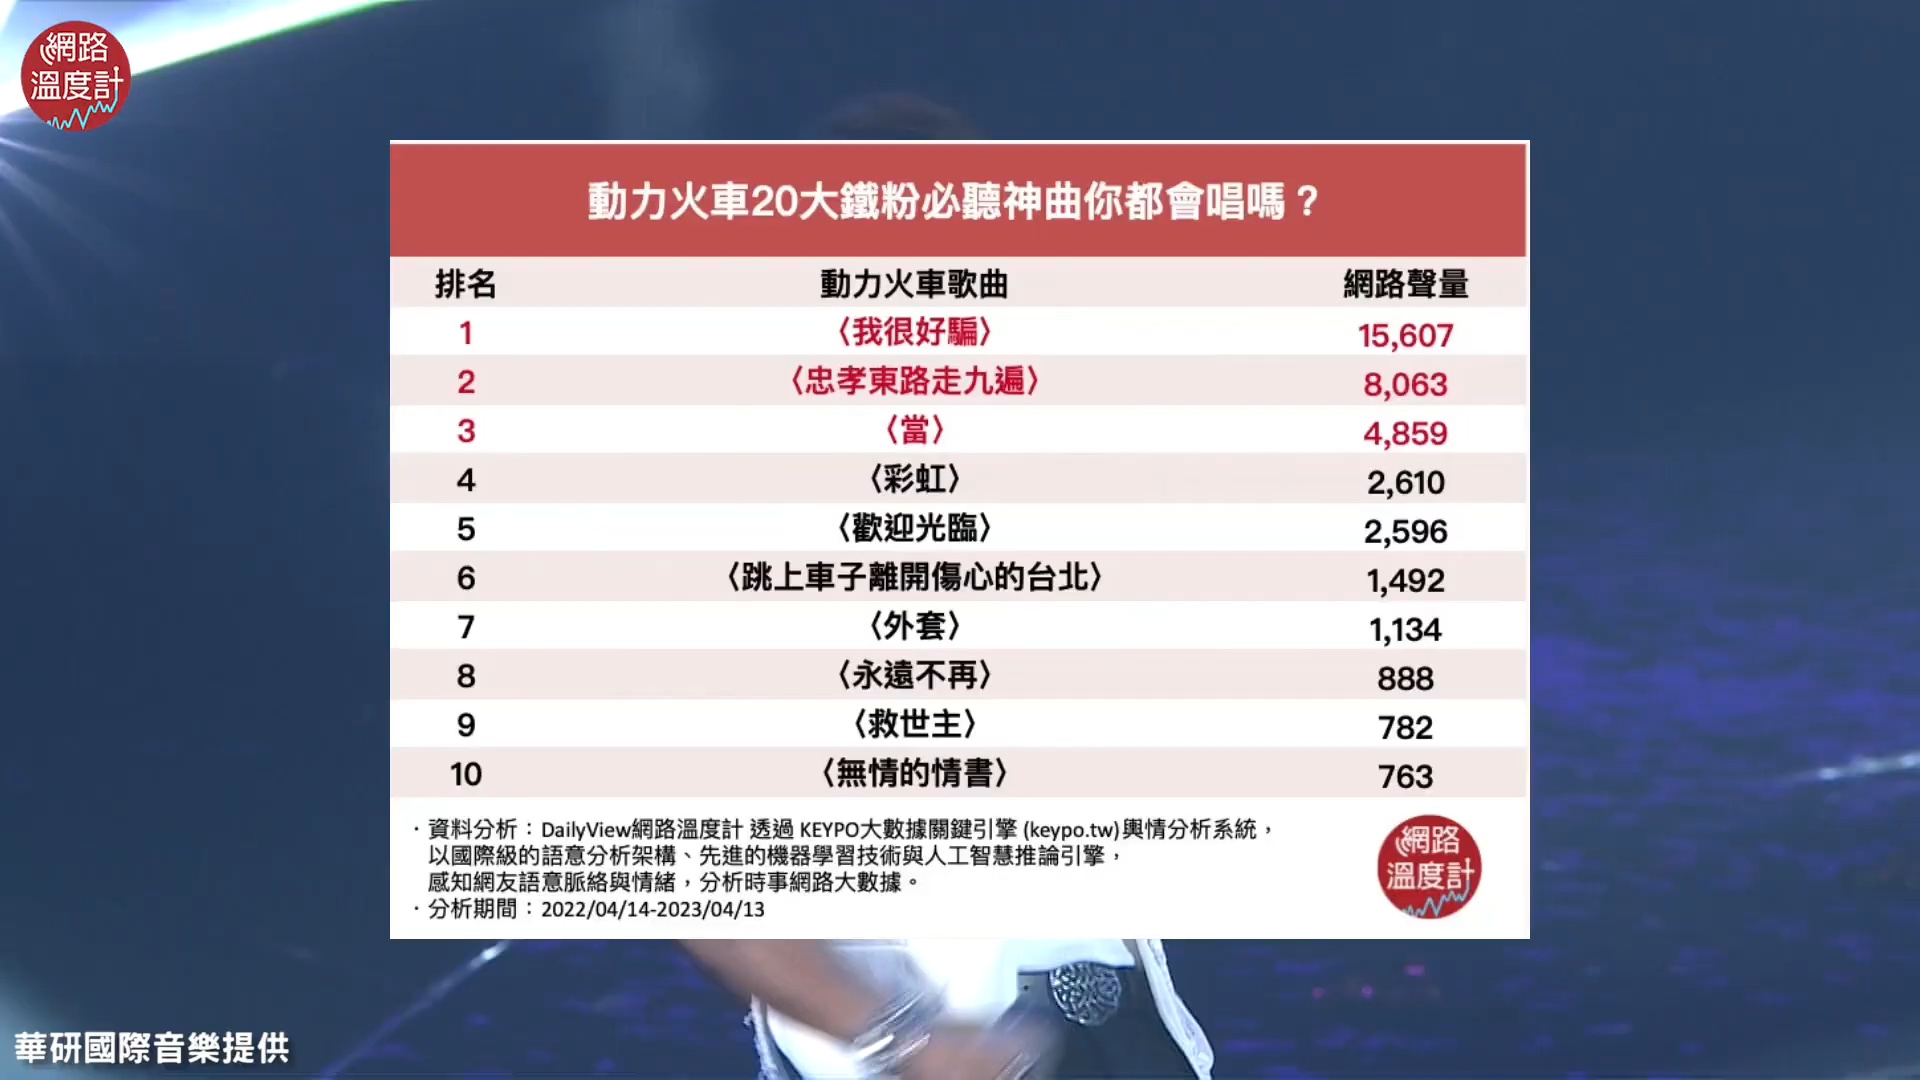 網路
溫度計
動力火車20大鐵粉必聽神曲你都會唱嗎？
排名 動力火車歌曲 網路聲量
1 〈我很好騙〉 15,607
2 〈忠孝東路走九遍〉 8,063
3 〈當〉 4,859
4 〈彩虹〉 2,610
5 〈歡迎光臨〉 2,596
6 〈跳上車子離開傷心的台北〉 1,492
7 〈外套〉 1,134
8 〈永遠不再〉 888
9 〈救世主〉 782
10 〈無情的情書〉 763
· 資料分析：DailyView網路溫度計 透過 KEYPO大數據關鍵引擎 (keypo.tw)輿情分析系統，
以國際級的語意分析架構、先進的機器學習技術與人工智慧推論引擎，
感知網友語意脈絡與情緒，分析時事網路大數據。
· 分析期間：2022/04/14-2023/04/13
網路
溫度計
華研國際音樂提供